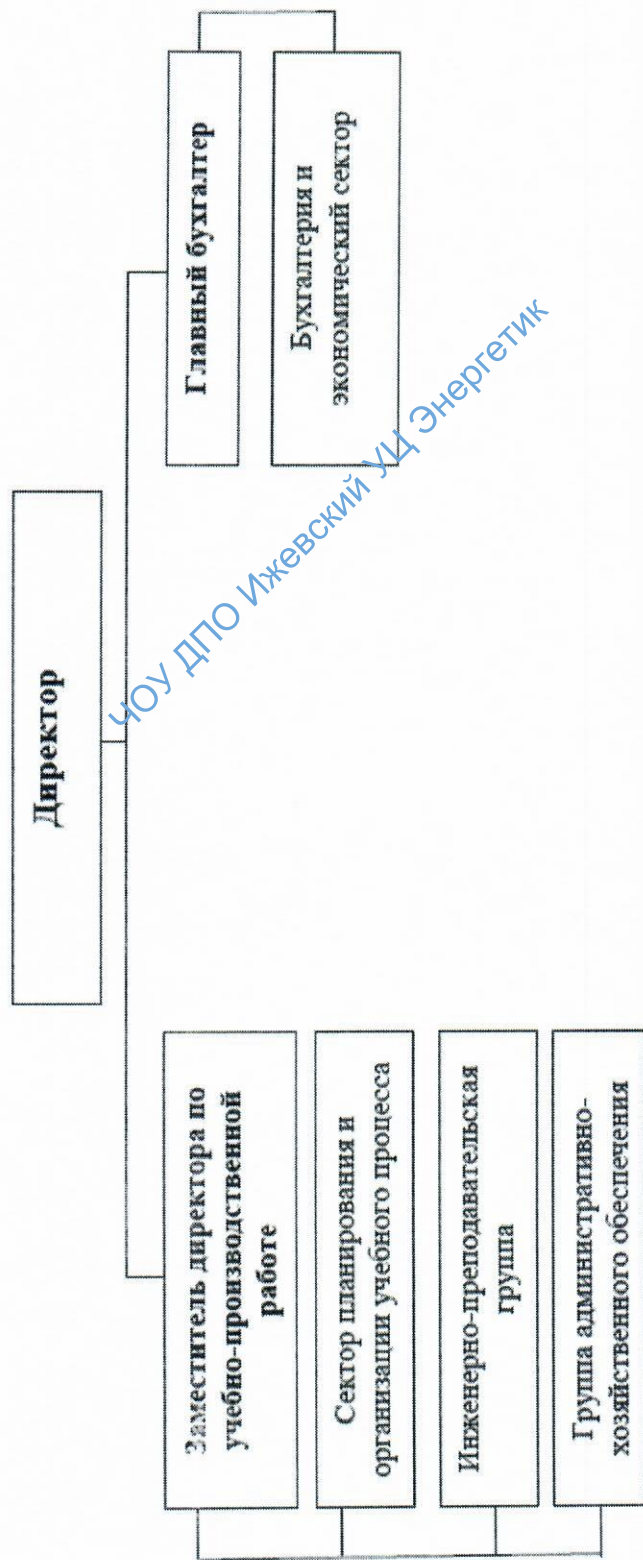 Директор
Заместитель директора по
учебно-производственной
работе
Сектор планирования и
организации учебного процесса
Инженерно-преподавательская
группа
Группа административно-
хозяйственного обеспечения
Главный бухгалтер
Бухгалтерия и
экономический сектор
ЧОУ ДПО Ижевский УЦ Энергетик